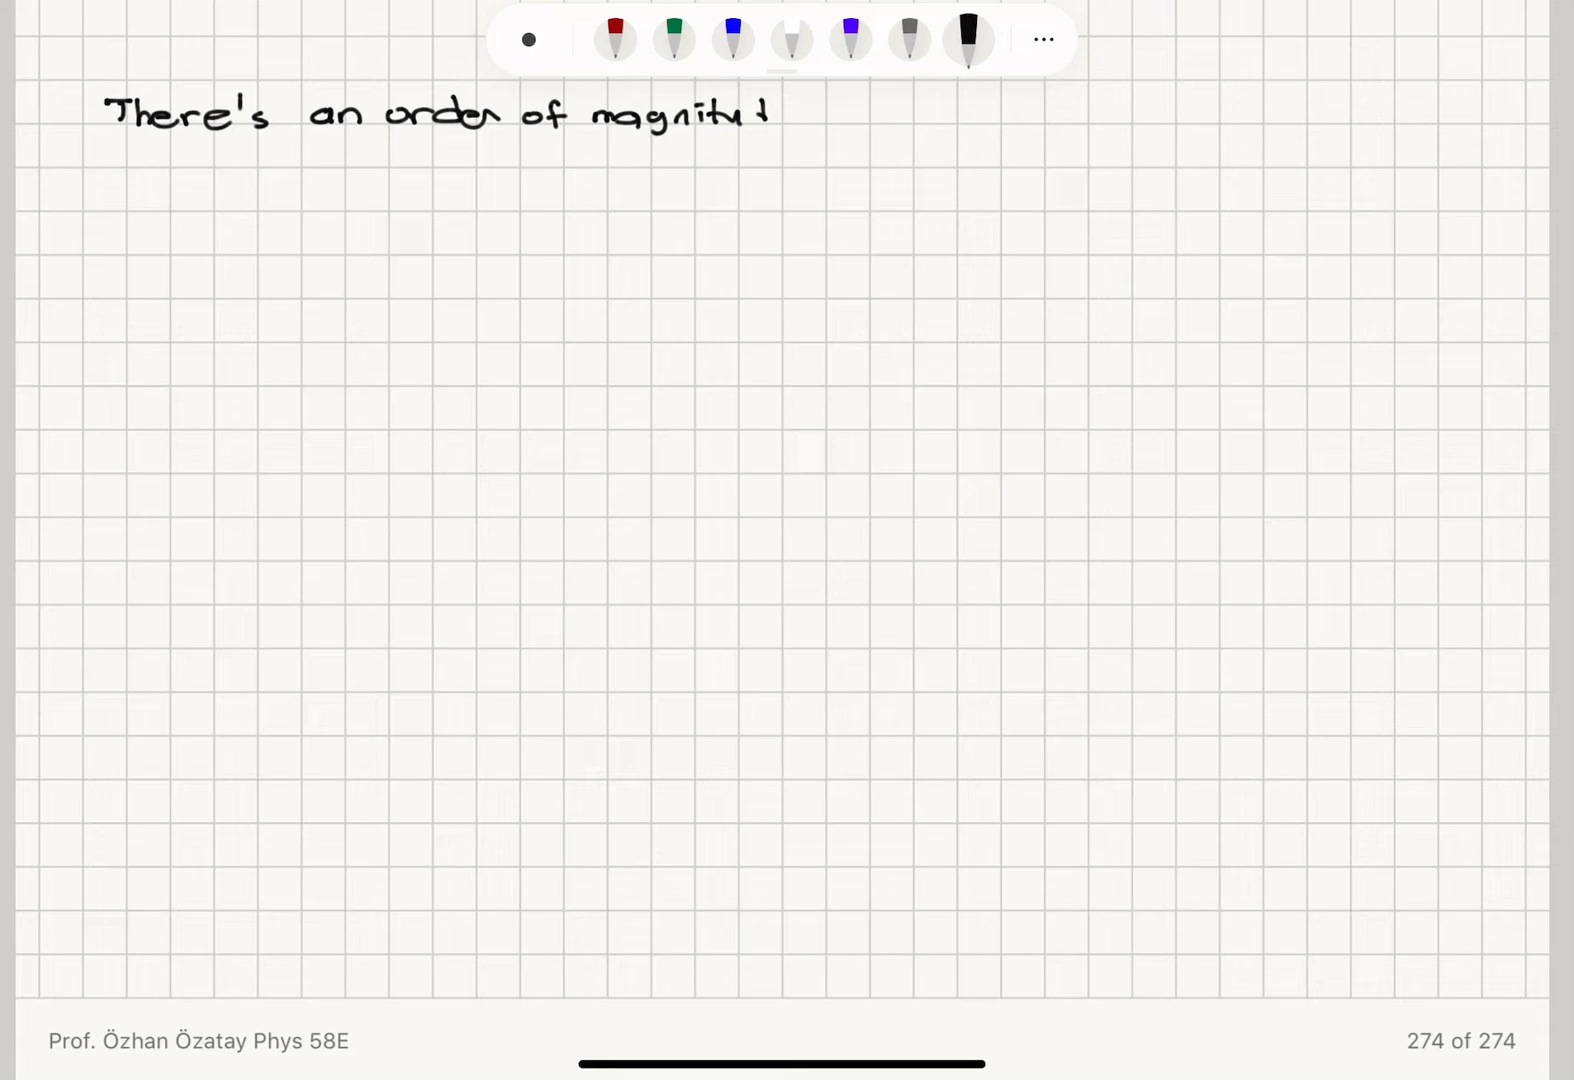 There's an order of magnitud
Prof. Özhan Özatay Phys 58E
274 of 274